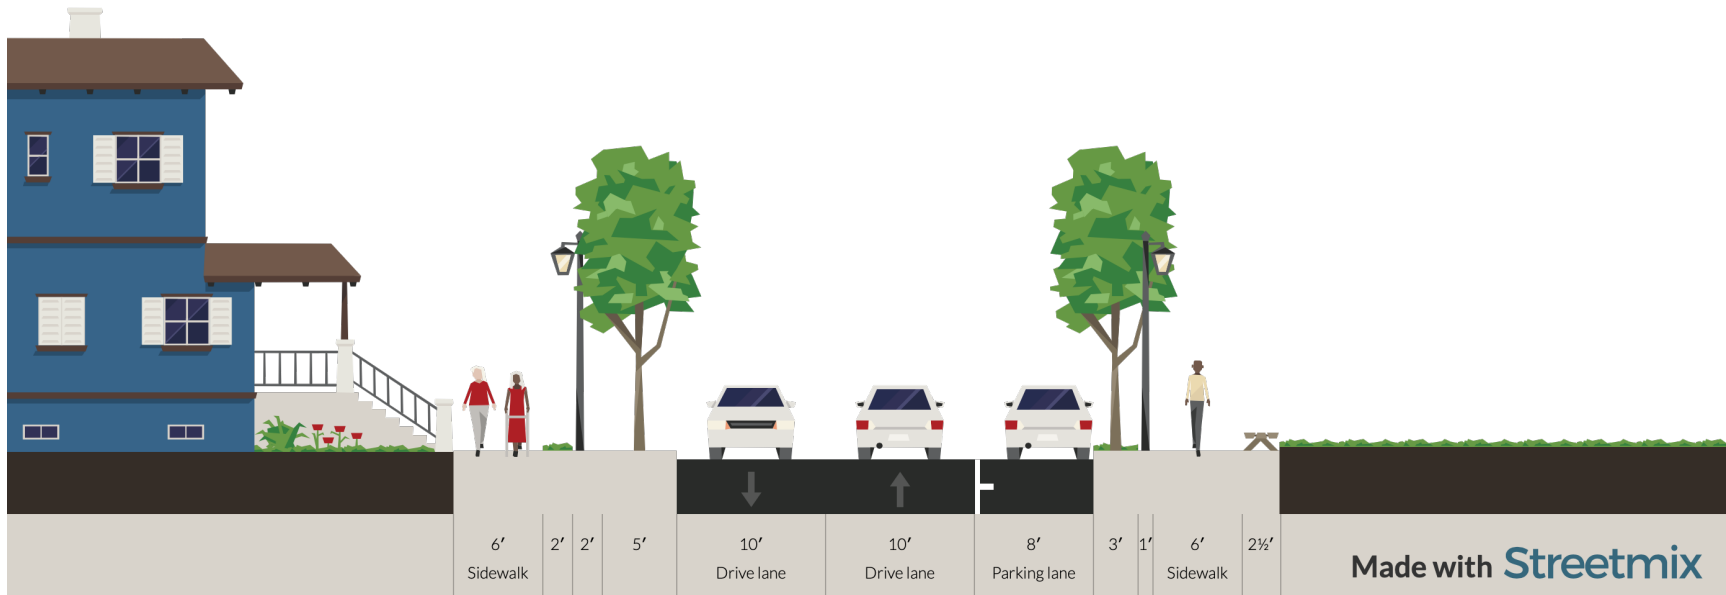 6′ 2′ 2′ 5′ 10′ 10′ 8′ 3′ 1′ 6′ 2½′
Sidewalk Drive lane Drive lane Parking lane Sidewalk
Made with Streetmix